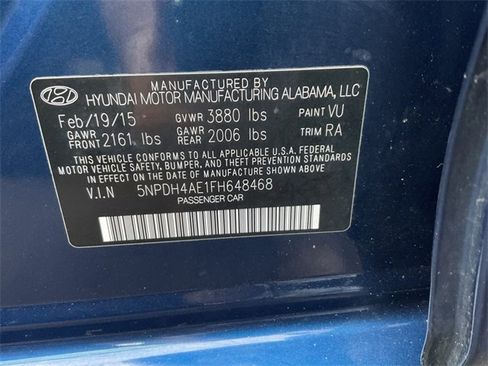 MANUFACTURED BY
HYUNDAI MOTOR MANUFACTURING ALABAMA, LLC
Feb/19/15 GVWR 3880 lbs PAINT VU
GAWR FRONT 2161 lbs GAWR REAR 2006 lbs TRIM RA
THIS VEHICLE CONFORMS TO ALL APPLICABLE U.S.A FEDERAL
MOTOR VEHICLE SAFETY, BUMPER, AND THEFT PREVENTION
STANDARDS IN EFFECT ON THE DATE OF MANUFACTURE SHOWN ABOVE.
V.I.N 5NPDH4AE1FH648468
PASSENGER CAR